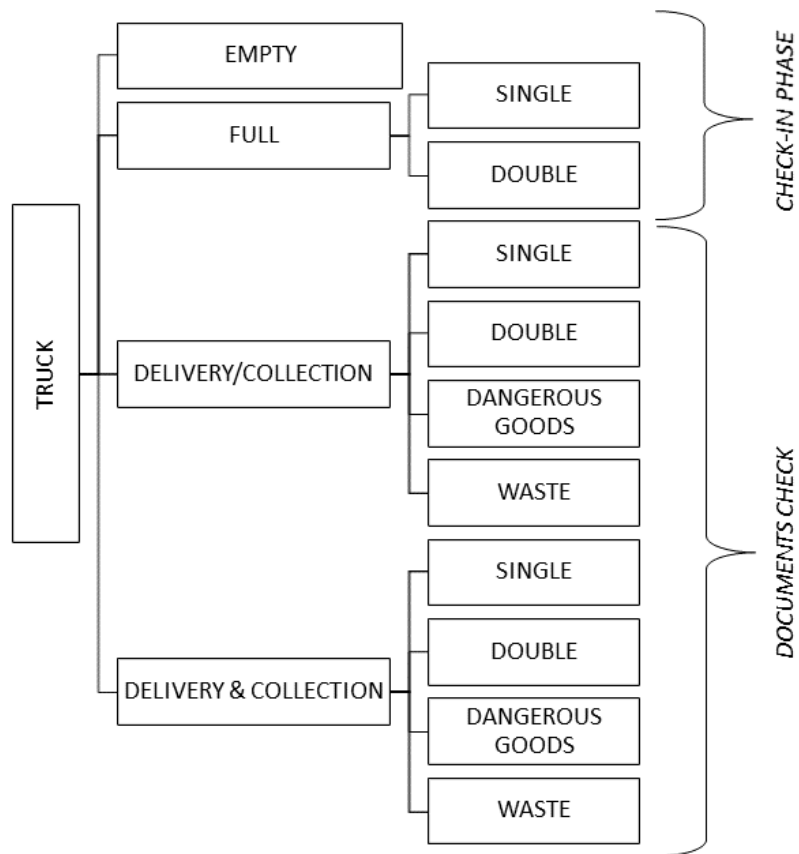 EMPTY
FULL
SINGLE
DOUBLE
CHECK-IN PHASE
TRUCK
DELIVERY/COLLECTION
SINGLE
DOUBLE
DANGEROUS
GOODS
WASTE
DELIVERY & COLLECTION
SINGLE
DOUBLE
DANGEROUS
GOODS
WASTE
DOCUMENTS CHECK